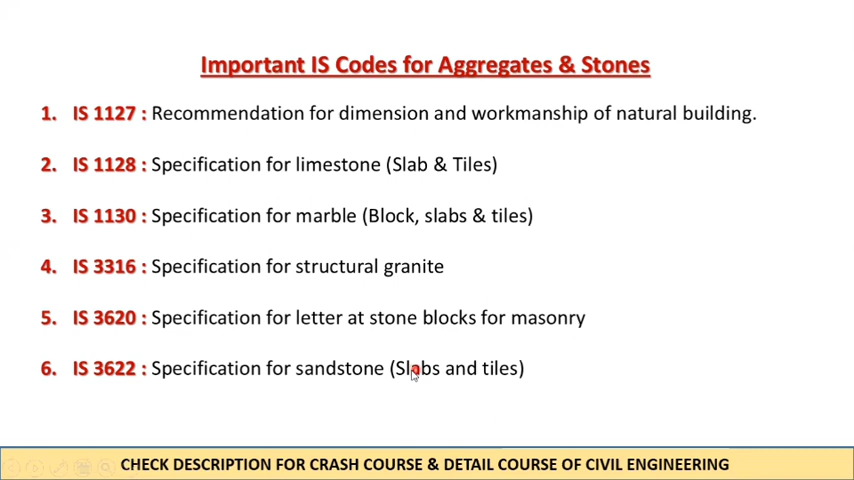 Important IS Codes for Aggregates & Stones
1. IS 1127 : Recommendation for dimension and workmanship of natural building.
2. IS 1128 : Specification for limestone (Slab & Tiles)
3. IS 1130 : Specification for marble (Block, slabs & tiles)
4. IS 3316 : Specification for structural granite
5. IS 3620 : Specification for letter at stone blocks for masonry
6. IS 3622 : Specification for sandstone (Slabs and tiles)
CHECK DESCRIPTION FOR CRASH COURSE & DETAIL COURSE OF CIVIL ENGINEERING